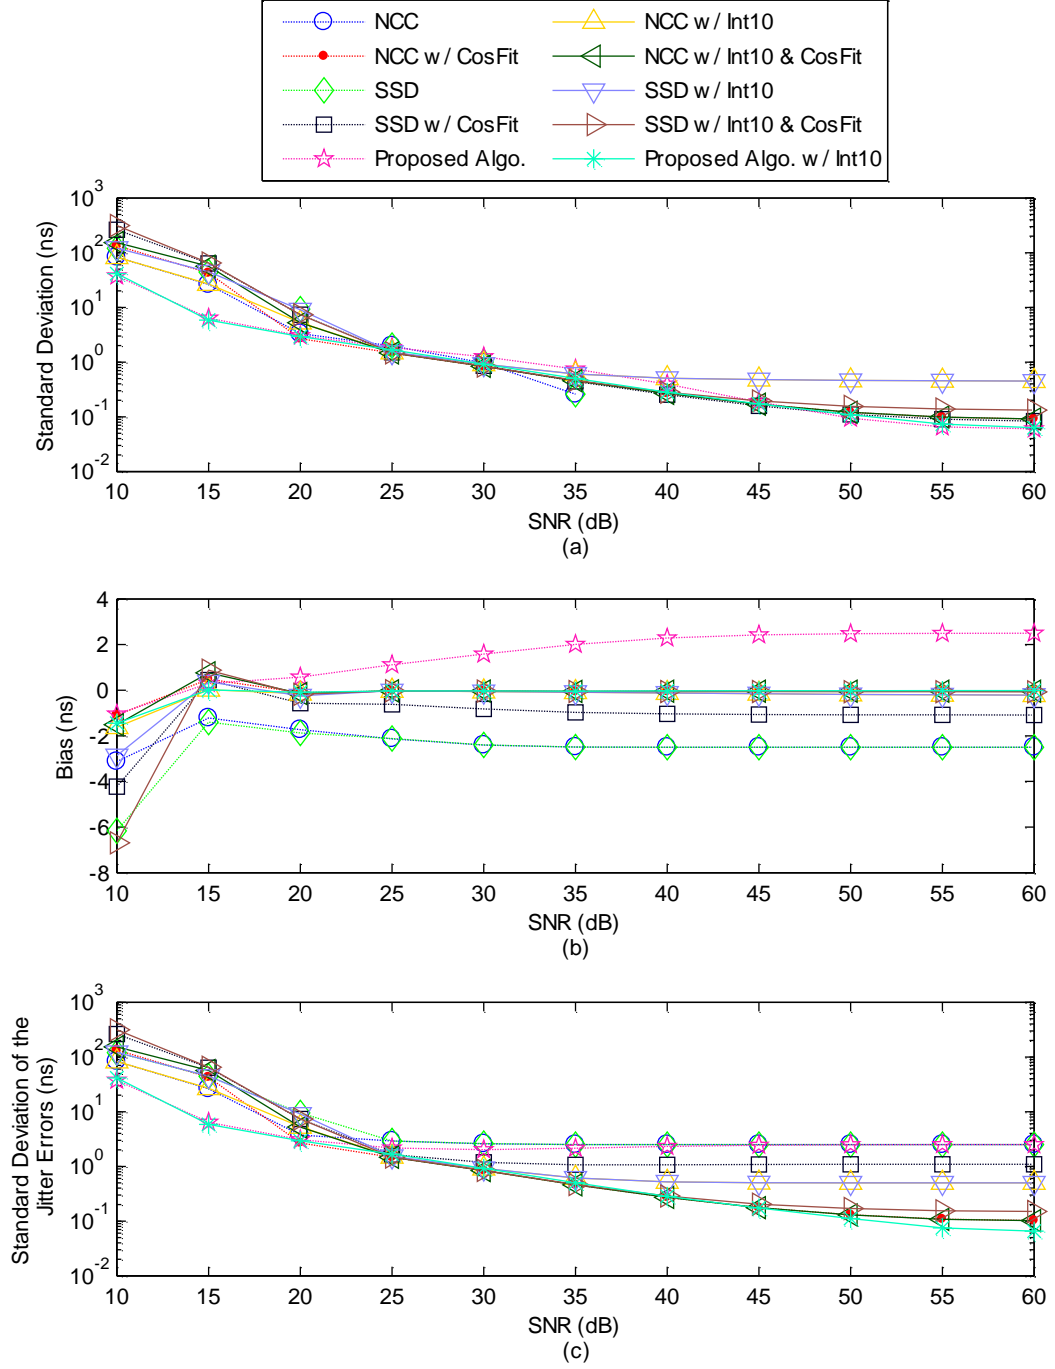 NCC
NCC w/ CosFit
SSD
SSD w/ CosFit
Proposed Algo.
NCC w/ Int10
NCC w/ Int10 & CosFit
SSD w/ Int10
SSD w/ Int10 & CosFit
Proposed Algo. w/ Int10
Standard Deviation (ns)
10^3
10^2
10^1
10^0
10^-1
10^-2
10 15 20 25 30 35 40 45 50 55 60
SNR (dB)
(a)
Bias (ns)
4
2
0
-2
-4
-6
-8
10 15 20 25 30 35 40 45 50 55 60
SNR (dB)
(b)
Standard Deviation of the
Jitter Errors (ns)
10^3
10^2
10^1
10^0
10^-1
10^-2
10 15 20 25 30 35 40 45 50 55 60
SNR (dB)
(c)